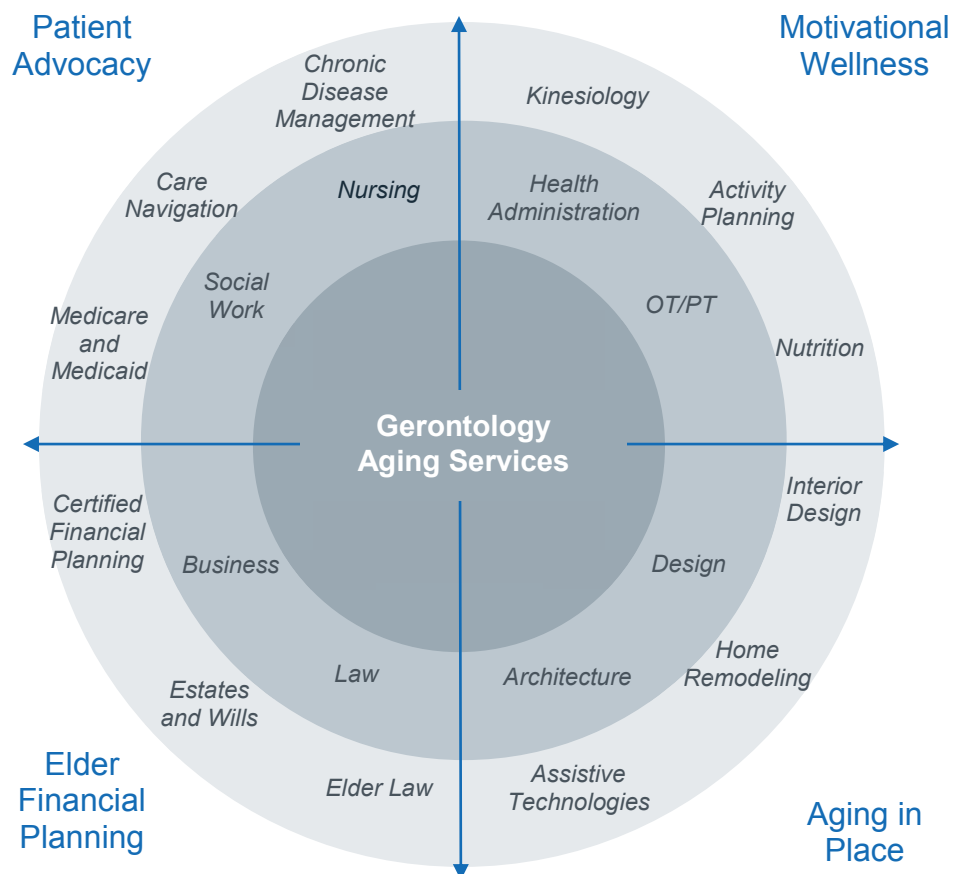 Patient
Advocacy
Motivational
Wellness
Chronic
Disease
Management
Kinesiology
Care
Navigation
Nursing
Health
Administration
Activity
Planning
Social
Work
OT/PT
Medicare
and
Medicaid
Nutrition
Gerontology
Aging Services
Certified
Financial
Planning
Interior
Design
Business
Design
Law
Architecture
Home
Remodeling
Estates
and Wills
Elder Law
Assistive
Technologies
Elder
Financial
Planning
Aging in
Place